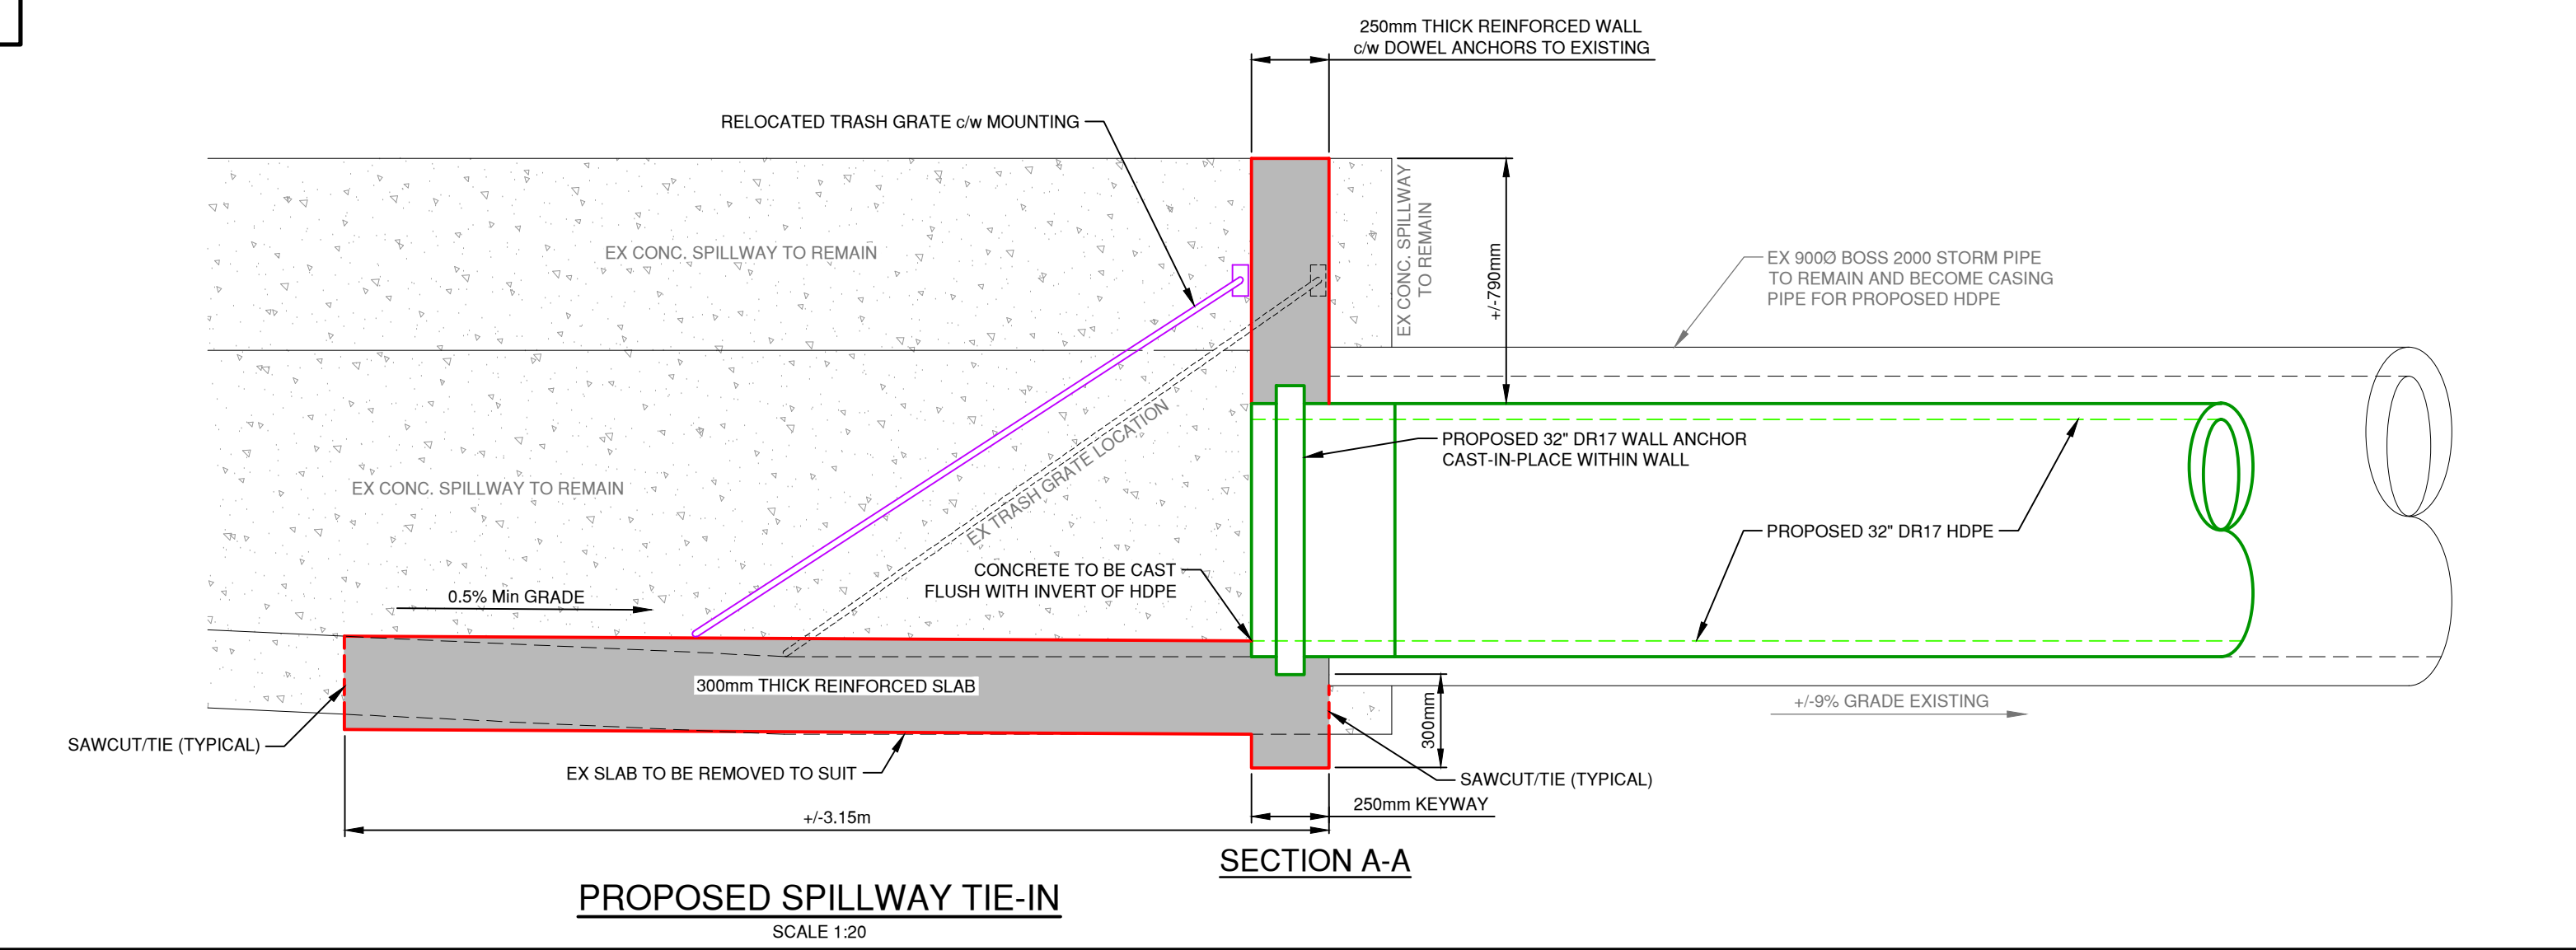 250mm THICK REINFORCED WALL
c/w DOWEL ANCHORS TO EXISTING
RELOCATED TRASH GRATE c/w MOUNTING
EX CONC. SPILLWAY TO REMAIN
EX CONC. SPILLWAY
TO REMAIN
+/-790mm
EX 900Ø BOSS 2000 STORM PIPE
TO REMAIN AND BECOME CASING
PIPE FOR PROPOSED HDPE
EX TRASH GRATE LOCATION
PROPOSED 32" DR17 WALL ANCHOR
CAST-IN-PLACE WITHIN WALL
EX CONC. SPILLWAY TO REMAIN
PROPOSED 32" DR17 HDPE
CONCRETE TO BE CAST
FLUSH WITH INVERT OF HDPE
0.5% Min GRADE
300mm THICK REINFORCED SLAB
+/-9% GRADE EXISTING
300mm
SAWCUT/TIE (TYPICAL)
EX SLAB TO BE REMOVED TO SUIT
SAWCUT/TIE (TYPICAL)
250mm KEYWAY
+/-3.15m
SECTION A-A
PROPOSED SPILLWAY TIE-IN
SCALE 1:20